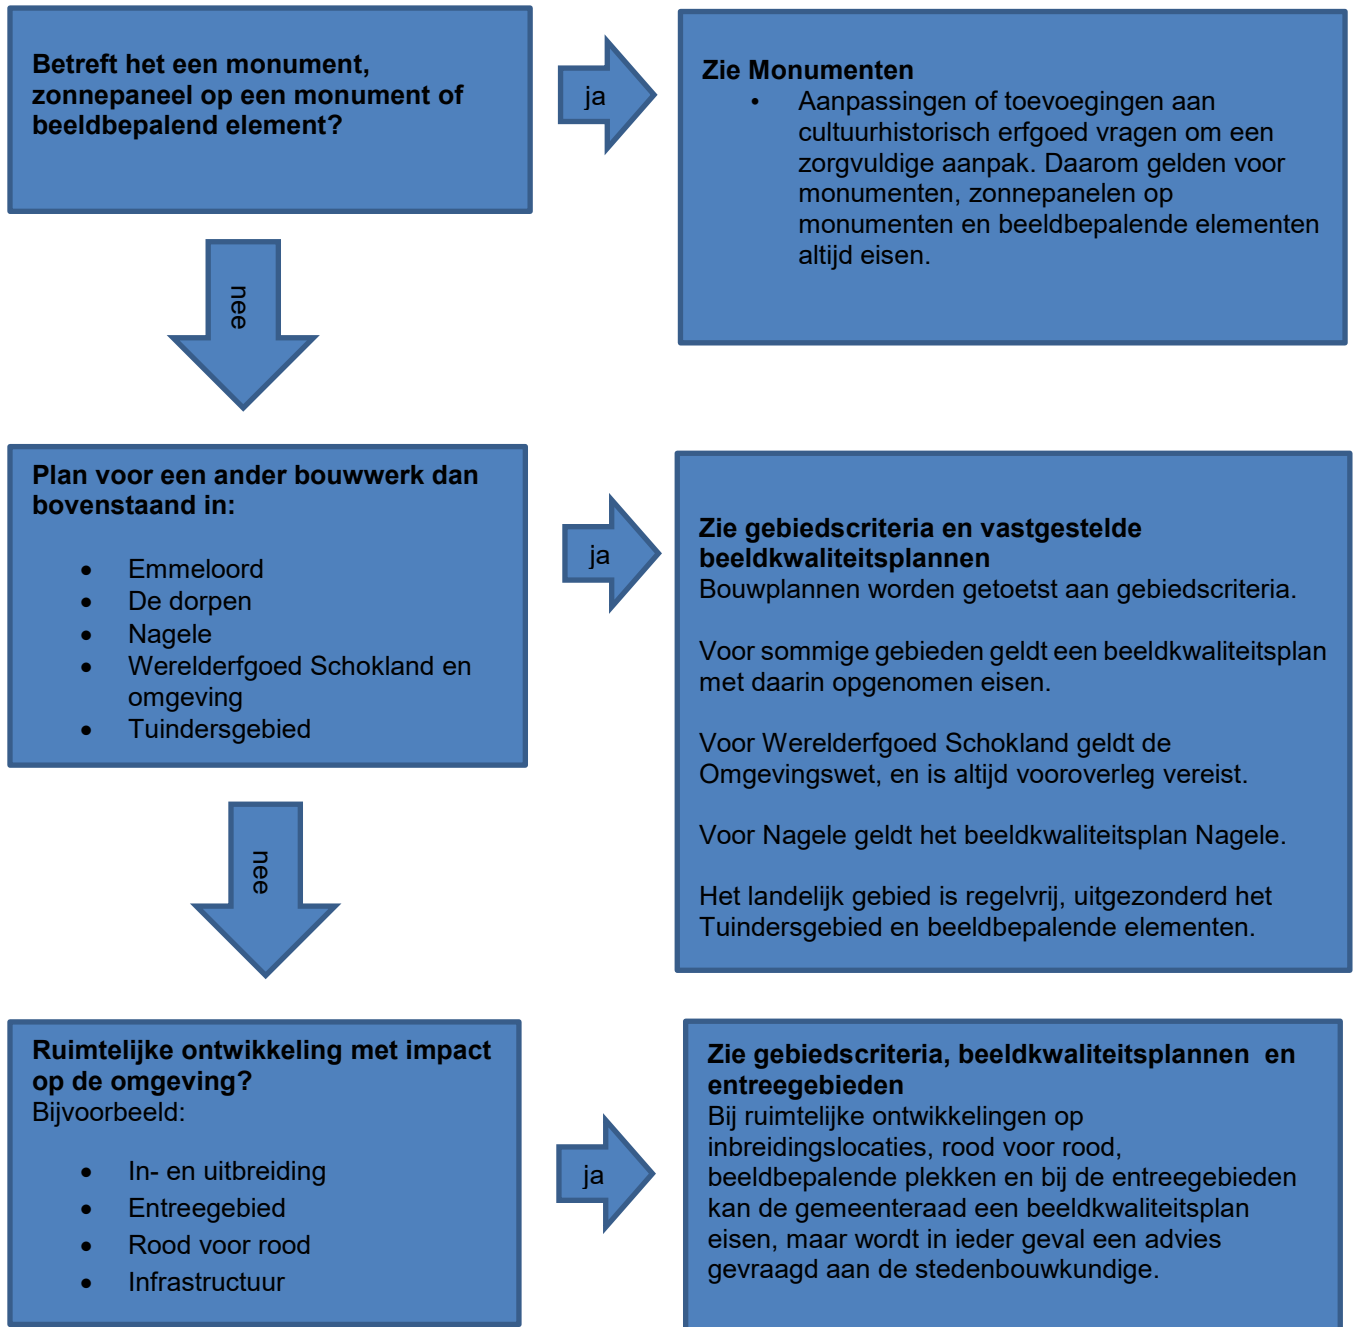 Betreft het een monument,
zonnepaneel op een monument of
beeldbepalend element?
ja
Zie Monumenten
• Aanpassingen of toevoegingen aan
cultuurhistorisch erfgoed vragen om een
zorgvuldige aanpak. Daarom gelden voor
monumenten, zonnepanelen op
monumenten en beeldbepalende elementen
altijd eisen.
nee
Plan voor een ander bouwwerk dan
bovenstaand in:
• Emmeloord
• De dorpen
• Nagele
• Werelderfgoed Schokland en
omgeving
• Tuindersgebied
ja
Zie gebiedscriteria en vastgestelde
beeldkwaliteitsplannen
Bouwplannen worden getoetst aan gebiedscriteria.
Voor sommige gebieden geldt een beeldkwaliteitsplan
met daarin opgenomen eisen.
Voor Werelderfgoed Schokland geldt de
Omgevingswet, en is altijd vooroverleg vereist.
Voor Nagele geldt het beeldkwaliteitsplan Nagele.
Het landelijk gebied is regelvrij, uitgezonderd het
Tuindersgebied en beeldbepalende elementen.
nee
Ruimtelijke ontwikkeling met impact
op de omgeving?
Bijvoorbeeld:
• In- en uitbreiding
• Entreegebied
• Rood voor rood
• Infrastructuur
ja
Zie gebiedscriteria, beeldkwaliteitsplannen en
entreegebieden
Bij ruimtelijke ontwikkelingen op
inbreidingslocaties, rood voor rood,
beeldbepalende plekken en bij de entreegebieden
kan de gemeenteraad een beeldkwaliteitsplan
eisen, maar wordt in ieder geval een advies
gevraagd aan de stedenbouwkundige.